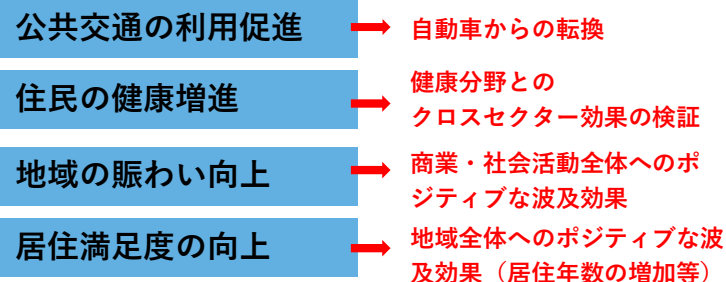 公共交通の利用促進
自動車からの転換
住民の健康増進
健康分野との
クロスセクター効果の検証
地域の賑わい向上
商業・社会活動全体へのポ
ジティブな波及効果
居住満足度の向上
地域全体へのポジティブな波
及効果（居住年数の増加等）